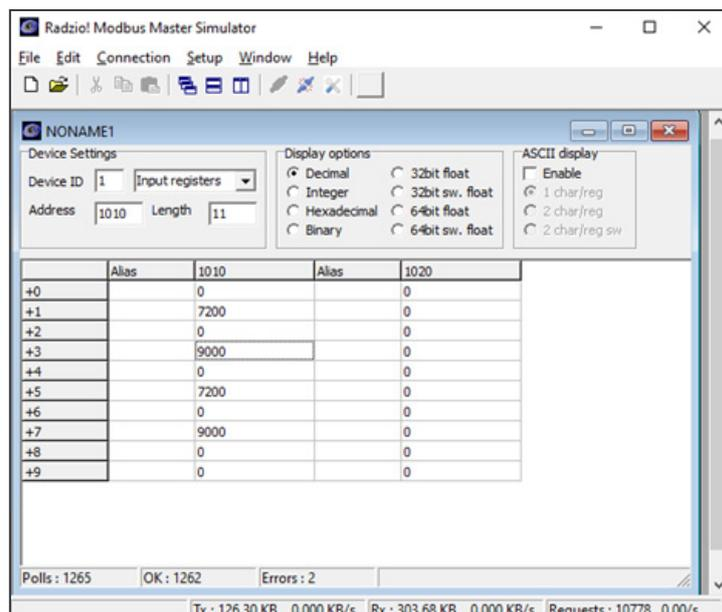 Radzio! Modbus Master Simulator
File Edit Connection Setup Window Help
NONAME1
Device Settings
Device ID 1 Input registers
Address 1010 Length 11
Display options
Decimal 32bit float
Integer 32bit sw. float
Hexadecimal 64bit float
Binary 64bit sw. float
ASCII display
Enable
1 char/reg
2 char/reg
2 char/reg sw
Alias 1010 Alias 1020
+0 0 0
+1 7200 0
+2 0 0
+3 9000 0
+4 0 0
+5 7200 0
+6 0 0
+7 9000 0
+8 0 0
+9 0 0
Polls : 1265 OK : 1262 Errors : 2
Tx : 126.30 KB 0.000 KB/s Rx : 303.68 KB 0.000 KB/s Requests : 10778 0.00/s